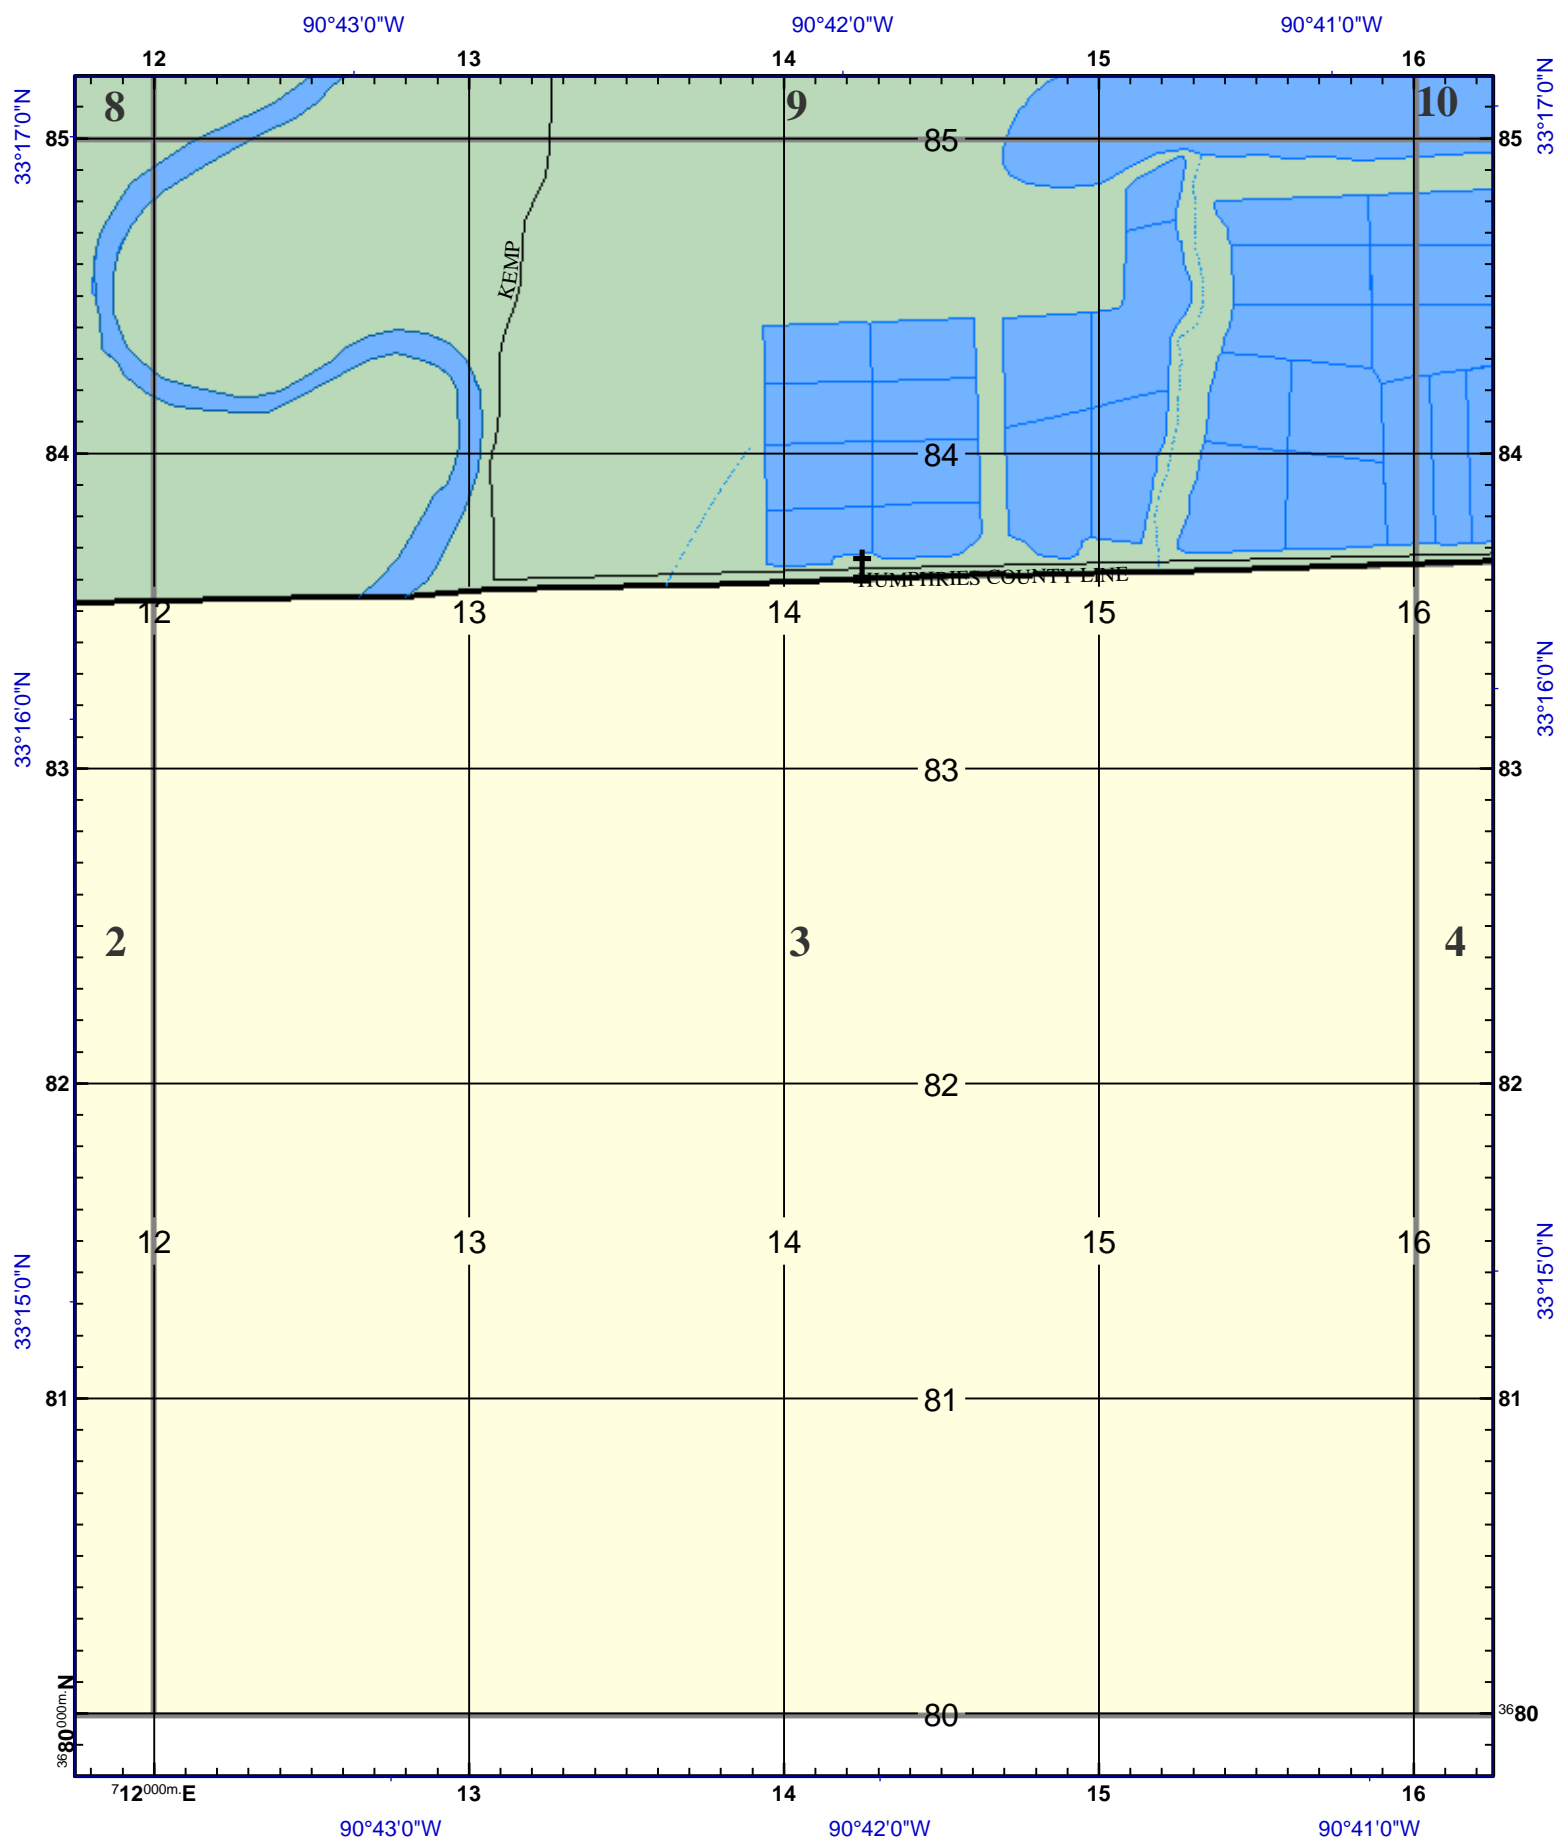 90°43'0"W 90°42'0"W 90°41'0"W
12 13 14 15 16
33°17'0"N 33°17'0"N
8 9 10
85 85 85
KEMP
84 84 84
HUMPHRIES COUNTY LINE
12 13 14 15 16
33°16'0"N 33°16'0"N
83 83 83
2 3 4
82 82 82
12 13 14 15 16
33°15'0"N 33°15'0"N
81 81 81
3680000m.N 80 3680
712000m.E 13 14 15 16
90°43'0"W 90°42'0"W 90°41'0"W